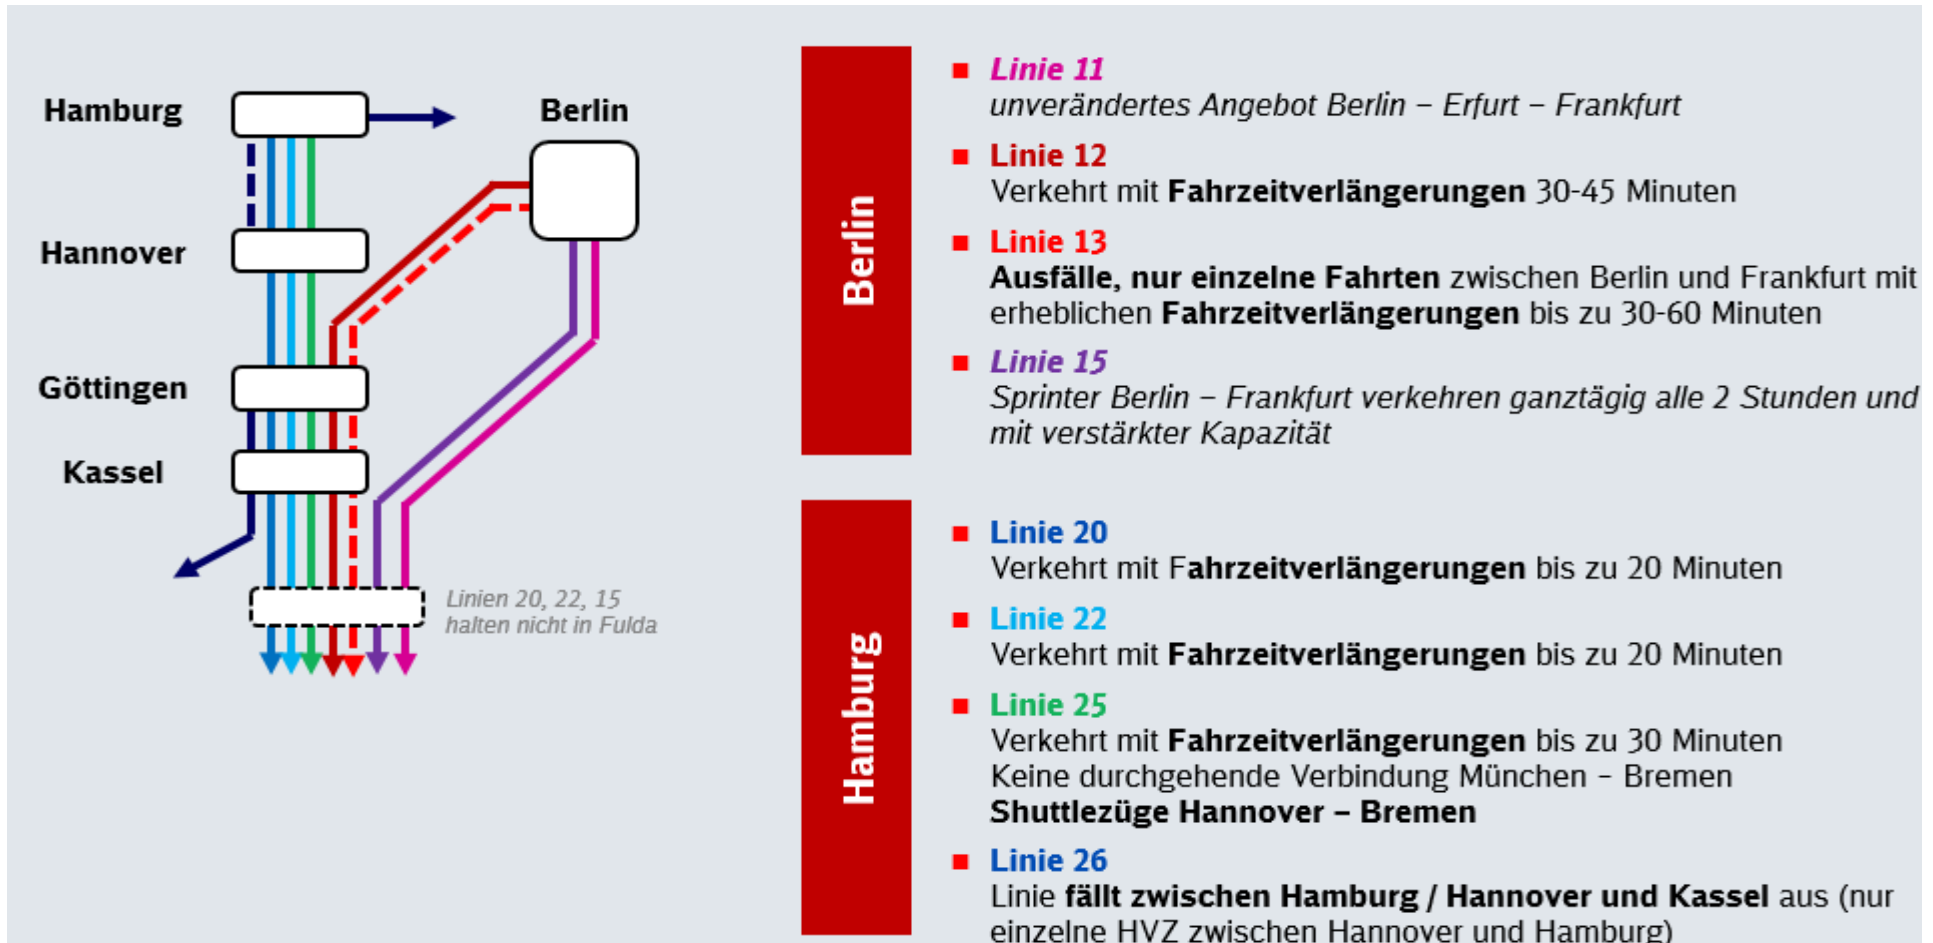 Hamburg
Berlin
Hannover
Göttingen
Kassel
Linien 20, 22, 15
halten nicht in Fulda
Berlin
Linie 11
unverändertes Angebot Berlin – Erfurt – Frankfurt
Linie 12
Verkehrt mit Fahrzeitverlängerungen 30-45 Minuten
Linie 13
Ausfälle, nur einzelne Fahrten zwischen Berlin und Frankfurt mit
erheblichen Fahrzeitverlängerungen bis zu 30-60 Minuten
Linie 15
Sprinter Berlin – Frankfurt verkehren ganztägig alle 2 Stunden und
mit verstärkter Kapazität
Hamburg
Linie 20
Verkehrt mit Fahrzeitverlängerungen bis zu 20 Minuten
Linie 22
Verkehrt mit Fahrzeitverlängerungen bis zu 20 Minuten
Linie 25
Verkehrt mit Fahrzeitverlängerungen bis zu 30 Minuten
Keine durchgehende Verbindung München – Bremen
Shuttlezüge Hannover – Bremen
Linie 26
Linie fällt zwischen Hamburg / Hannover und Kassel aus (nur
einzelne HVZ zwischen Hannover und Hamburg)